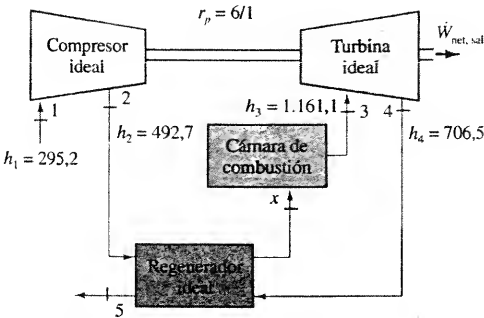 r_p = 6/1
Compresor
ideal
Turbina
ideal
Ẇ_net, sal
1
2
h_3 = 1.161,1
3
4
h_1 = 295,2
h_2 = 492,7
h_4 = 706,5
Cámara de
combustión
x
Regenerador
ideal
5